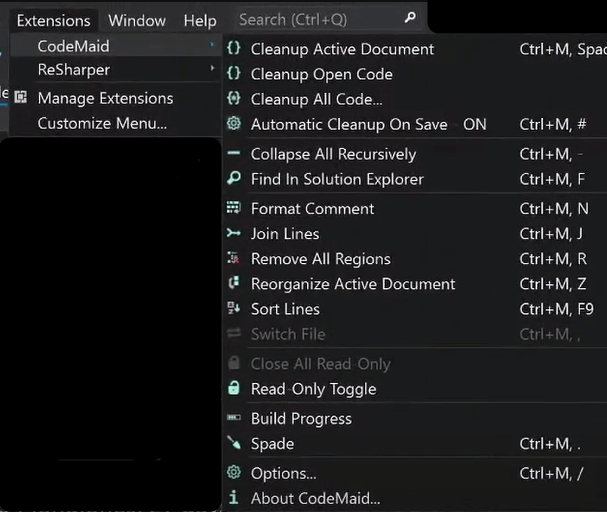 Extensions Window Help Search (Ctrl+Q)
CodeMaid
ReSharper
Manage Extensions
Customize Menu...
Cleanup Active Document Ctrl+M,
Cleanup Open Code
Cleanup All Code...
Automatic Cleanup On Save - ON Ctrl+M, #
Collapse All Recursively Ctrl+M, -
Find In Solution Explorer Ctrl+M, F
Format Comment Ctrl+M, N
Join Lines Ctrl+M, J
Remove All Regions Ctrl+M, R
Reorganize Active Document Ctrl+M, Z
Sort Lines Ctrl+M, F9
Switch File Ctrl+M, ,
Close All Read-Only
Read-Only Toggle
Build Progress
Spade Ctrl+M, .
Options... Ctrl+M, /
About CodeMaid...